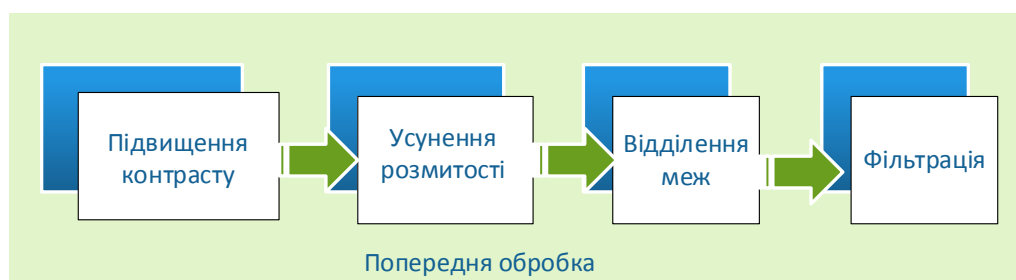 Підвищення
контрасту
Усунення
розмитості
Відділення
меж
Фільтрація
Попередня обробка